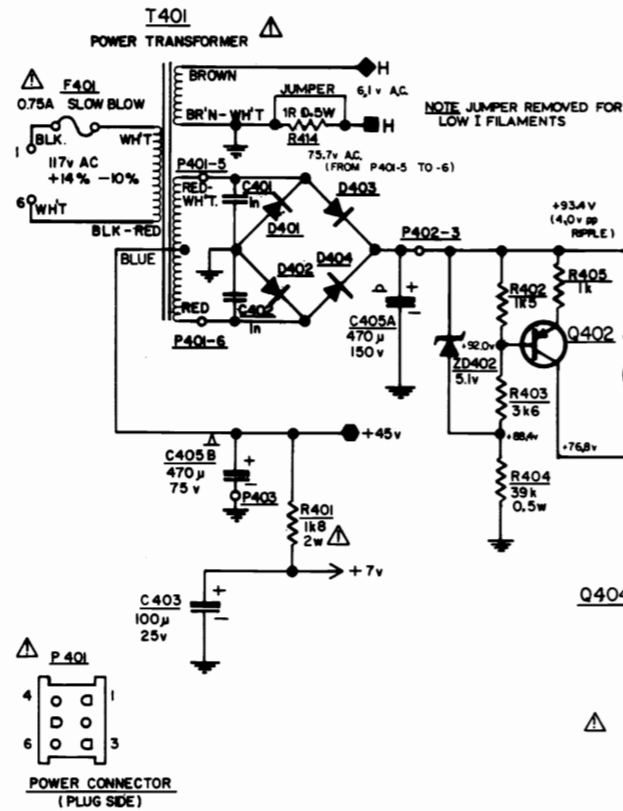 T401
POWER TRANSFORMER
F401
0.75A SLOW BLOW
BLK.
WH'T
1
117v AC
+14% -10%
6
WH'T
BLK-RED
BROWN
H
6,1 v A.C.
JUMPER
BR'N-WH'T
1R 0.5W
R414
H
NOTE JUMPER REMOVED FOR
LOW I FILAMENTS
75.7v A.C.
(FROM P401-5 TO -6)
P401-5
RED-
WH'T.
C401
1n
D403
D401
BLUE
D402
D404
C402
1n
RED
P401-6
P402-3
+93.4V
(4,0v pp
RIPPLE)
C405A
470µ
150v
R402
1k5
R405
1k
Q402
+92.0v
ZD402
5.1v
R403
3k6
+88,4v
+76,8v
R404
39k
0.5w
+45v
C405B
470µ
75v
P403
R401
1k8
2w
+7v
C403
100µ
25v
Q404
P401
4
1
6
3
POWER CONNECTOR
(PLUG SIDE)